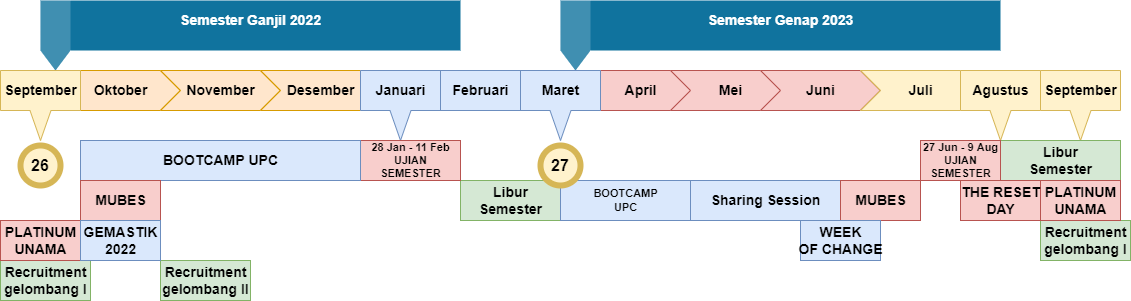 Semester Ganjil 2022
Semester Genap 2023
September
Oktober
November
Desember
Januari
Februari
Maret
April
Mei
Juni
Juli
Agustus
September
26
BOOTCAMP UPC
28 Jan - 11 Feb
UJIAN
SEMESTER
27
27 Jun - 9 Aug
UJIAN
SEMESTER
Libur
Semester
MUBES
Libur
Semester
BOOTCAMP
UPC
Sharing Session
MUBES
THE RESET
DAY
PLATINUM
UNAMA
PLATINUM
UNAMA
GEMASTIK
2022
WEEK
OF CHANGE
Recruitment
gelombang I
Recruitment
gelombang I
Recruitment
gelombang II